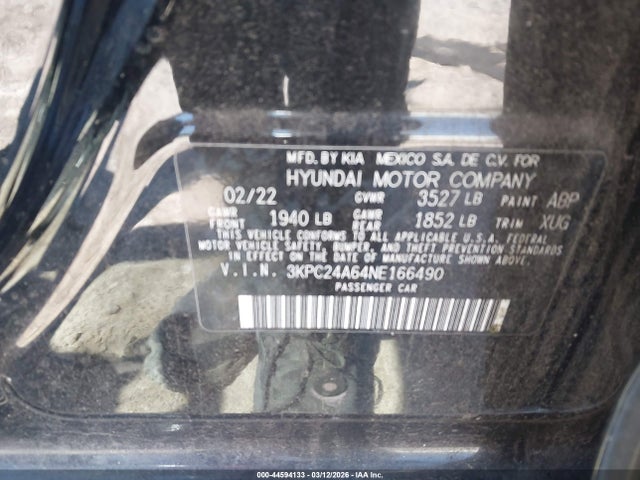 MFD. BY KIA MEXICO S.A. DE C.V. FOR
HYUNDAI MOTOR COMPANY
02/22 GVWR 3527 LB PAINT ABP
GAWR FRONT 1940 LB GAWR REAR 1852 LB TRIM XUG
THIS VEHICLE CONFORMS TO ALL APPLICABLE U.S.A. FEDERAL
MOTOR VEHICLE SAFETY, BUMPER, AND THEFT PREVENTION
STANDARDS IN EFFECT ON THE DATE OF MANUFACTURE SHOWN ABOVE.
V.I.N. 3KPC24A64NE166490
PASSENGER CAR
000-44594133 - 03/12/2026 - IAAI.COM